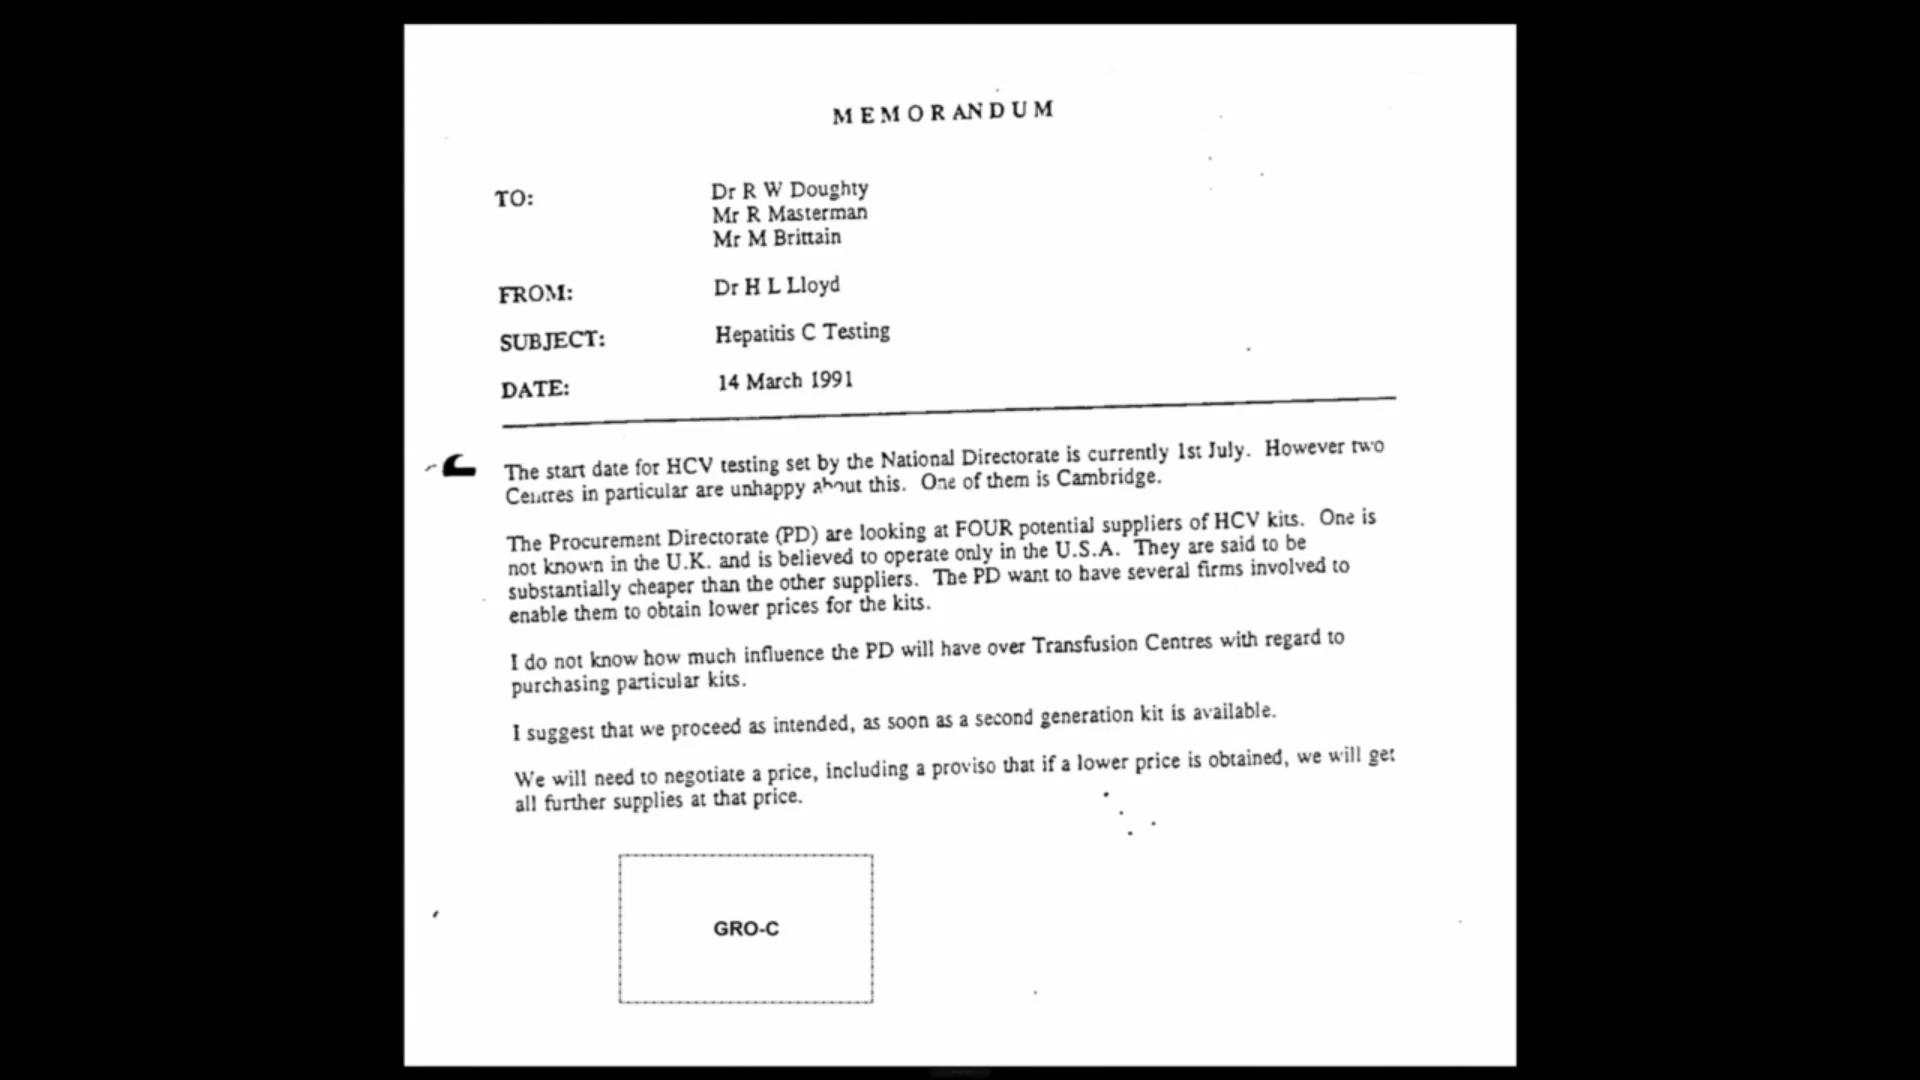 MEMORANDUM
TO: Dr R W Doughty
Mr R Masterman
Mr M Brittain
FROM: Dr H L Lloyd
SUBJECT: Hepatitis C Testing
DATE: 14 March 1991
The start date for HCV testing set by the National Directorate is currently 1st July. However two
Centres in particular are unhappy about this. One of them is Cambridge.
The Procurement Directorate (PD) are looking at FOUR potential suppliers of HCV kits. One is
not known in the U.K. and is believed to operate only in the U.S.A. They are said to be
substantially cheaper than the other suppliers. The PD want to have several firms involved to
enable them to obtain lower prices for the kits.
I do not know how much influence the PD will have over Transfusion Centres with regard to
purchasing particular kits.
I suggest that we proceed as intended, as soon as a second generation kit is available.
We will need to negotiate a price, including a proviso that if a lower price is obtained, we will get
all further supplies at that price.
GRO-C